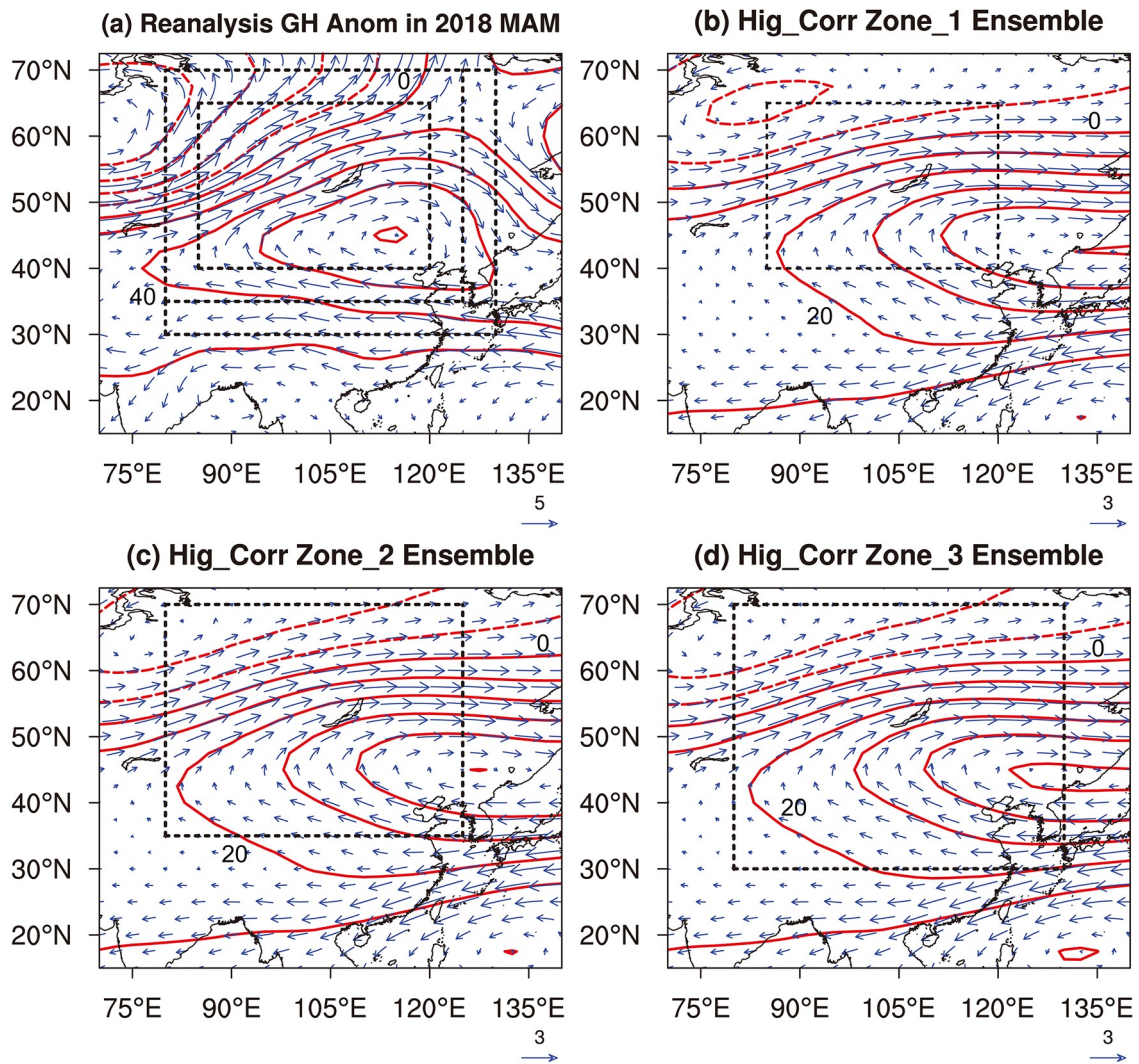 (a) Reanalysis GH Anom in 2018 MAM
70°N
60°N
50°N
40°N
30°N
20°N
0
40
75°E 90°E 105°E 120°E 135°E
5
(b) Hig_Corr Zone_1 Ensemble
70°N
60°N
50°N
40°N
30°N
20°N
0
20
75°E 90°E 105°E 120°E 135°E
3
(c) Hig_Corr Zone_2 Ensemble
70°N
60°N
50°N
40°N
30°N
20°N
0
20
75°E 90°E 105°E 120°E 135°E
3
(d) Hig_Corr Zone_3 Ensemble
70°N
60°N
50°N
40°N
30°N
20°N
0
20
75°E 90°E 105°E 120°E 135°E
3